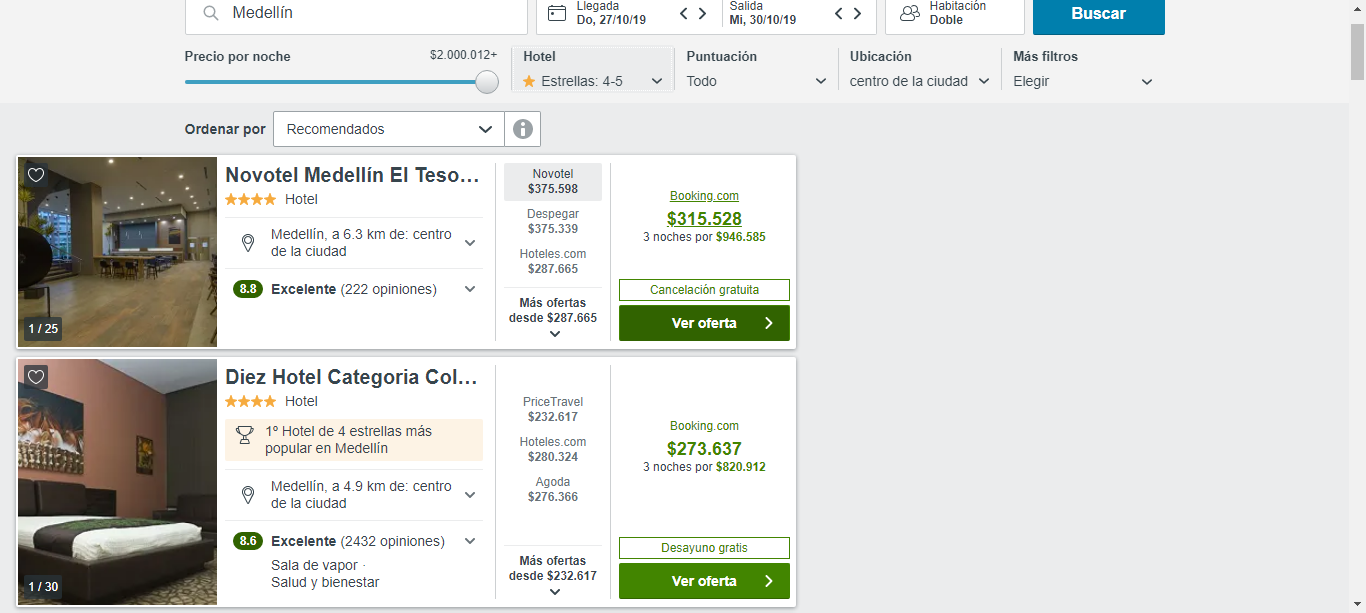 Medellín
Llegada
Do, 27/10/19
Salida
Mi, 30/10/19
Habitación
Doble
Buscar
Precio por noche
$2.000.012+
Hotel
Estrellas: 4-5
Puntuación
Todo
Ubicación
centro de la ciudad
Más filtros
Elegir
Ordenar por
Recomendados
Novotel Medellín El Teso...
Hotel
Medellín, a 6.3 km de: centro
de la ciudad
8.8 Excelente (222 opiniones)
1 / 25
Novotel
$375.598
Despegar
$375.339
Hoteles.com
$287.665
Más ofertas
desde $287.665
Booking.com
$315.528
3 noches por $946.585
Cancelación gratuita
Ver oferta
Diez Hotel Categoria Col...
Hotel
1º Hotel de 4 estrellas más
popular en Medellín
Medellín, a 4.9 km de: centro
de la ciudad
8.6 Excelente (2432 opiniones)
Sala de vapor ·
Salud y bienestar
1 / 30
PriceTravel
$232.617
Hoteles.com
$280.324
Agoda
$276.366
Más ofertas
desde $232.617
Booking.com
$273.637
3 noches por $820.912
Desayuno gratis
Ver oferta